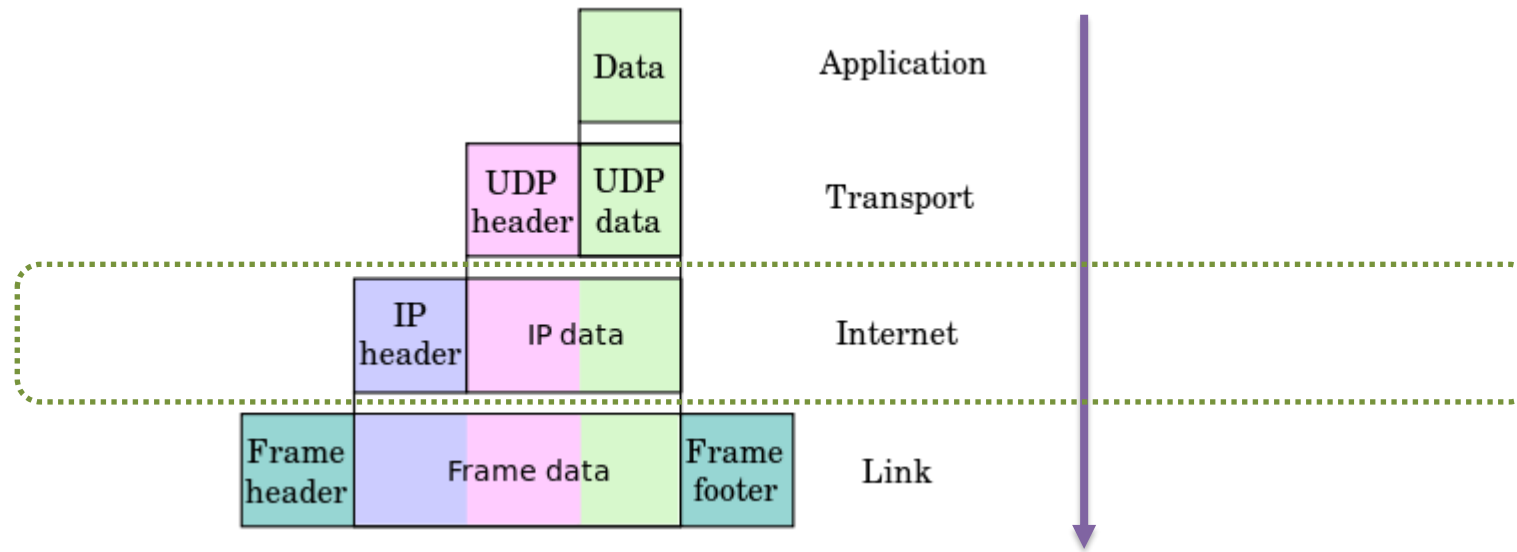 Data
Application
UDP
header
UDP
data
Transport
IP
header
IP data
Internet
Frame
header
Frame data
Frame
footer
Link